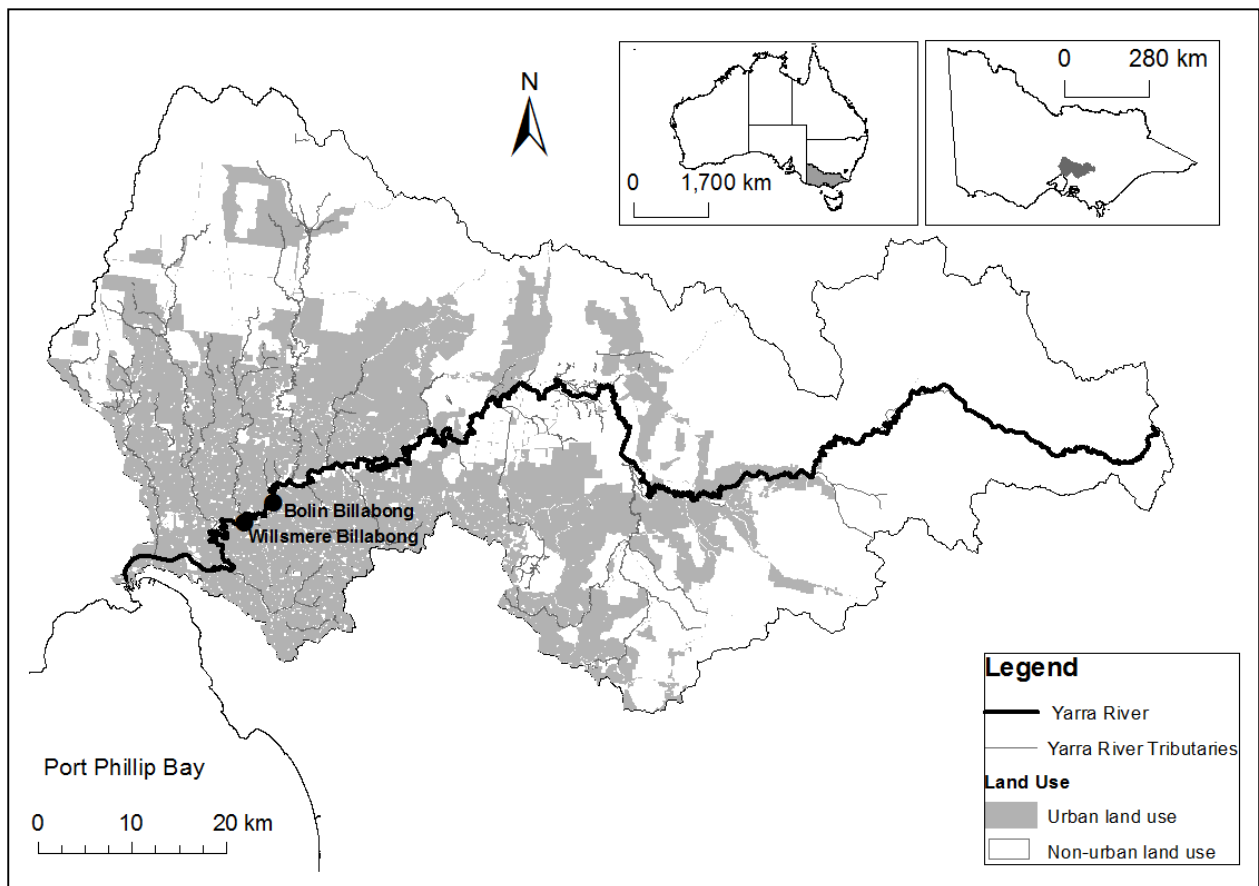 N
0 1,700 km
0 280 km
Bolin Billabong
Willsmere Billabong
Port Phillip Bay
0 10 20 km
Legend
Yarra River
Yarra River Tributaries
Land Use
Urban land use
Non-urban land use